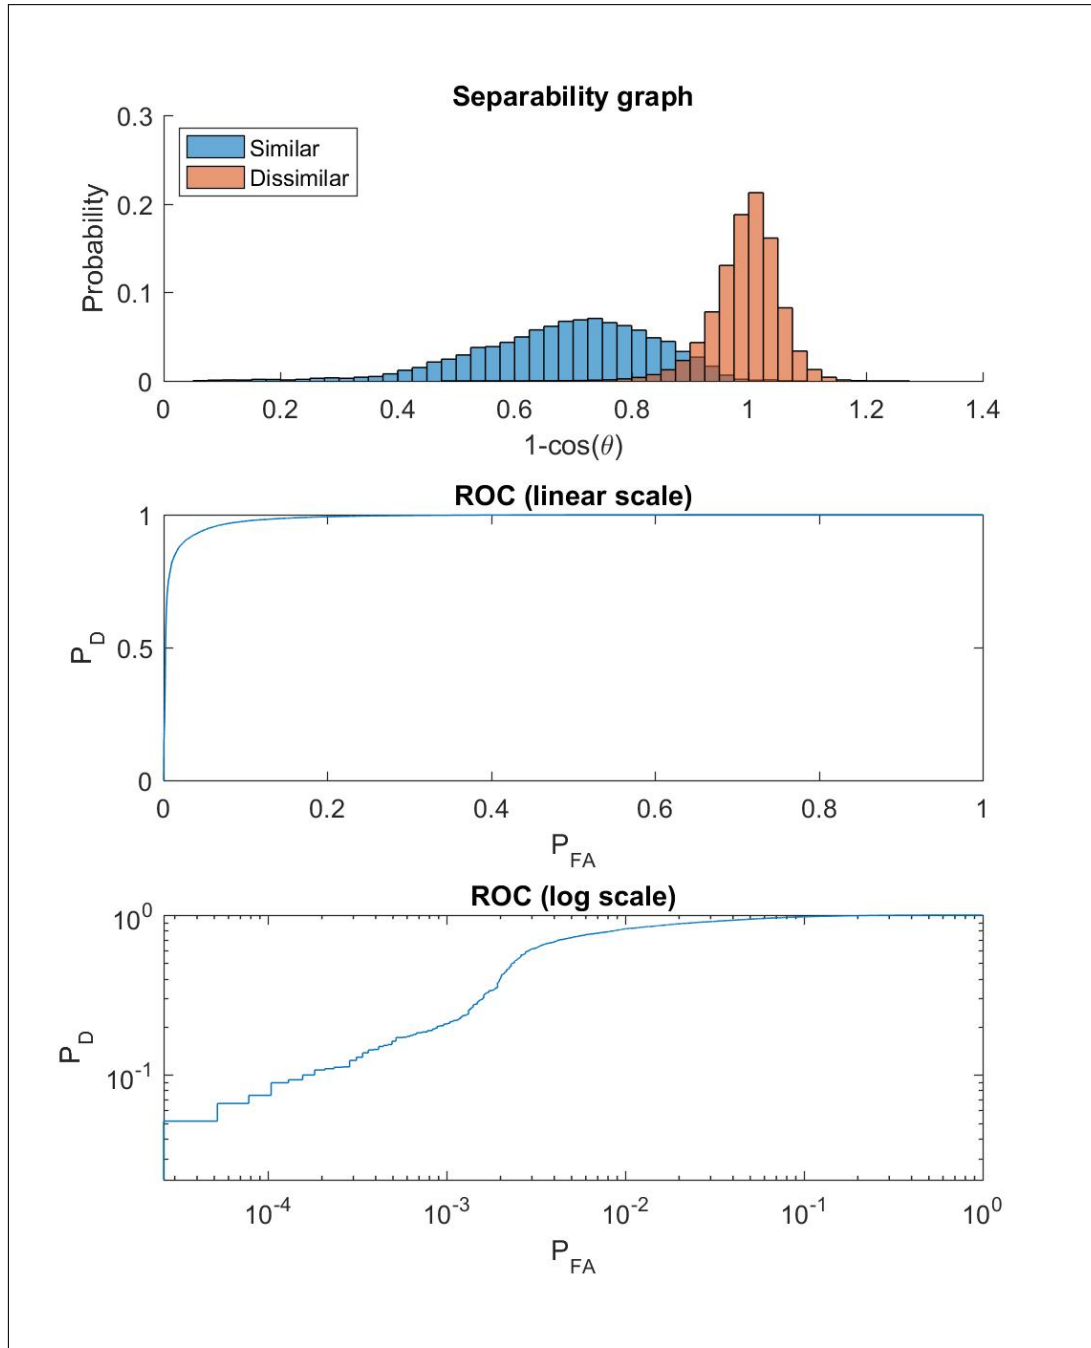 Separability graph
0.3
Similar
Dissimilar
0.2
Probability
0.1
0
0 0.2 0.4 0.6 0.8 1 1.2 1.4
1-cos(θ)
ROC (linear scale)
1
P_D
0.5
0
0 0.2 0.4 0.6 0.8 1
P_FA
ROC (log scale)
10^0
P_D
10^-1
10^-4 10^-3 10^-2 10^-1 10^0
P_FA